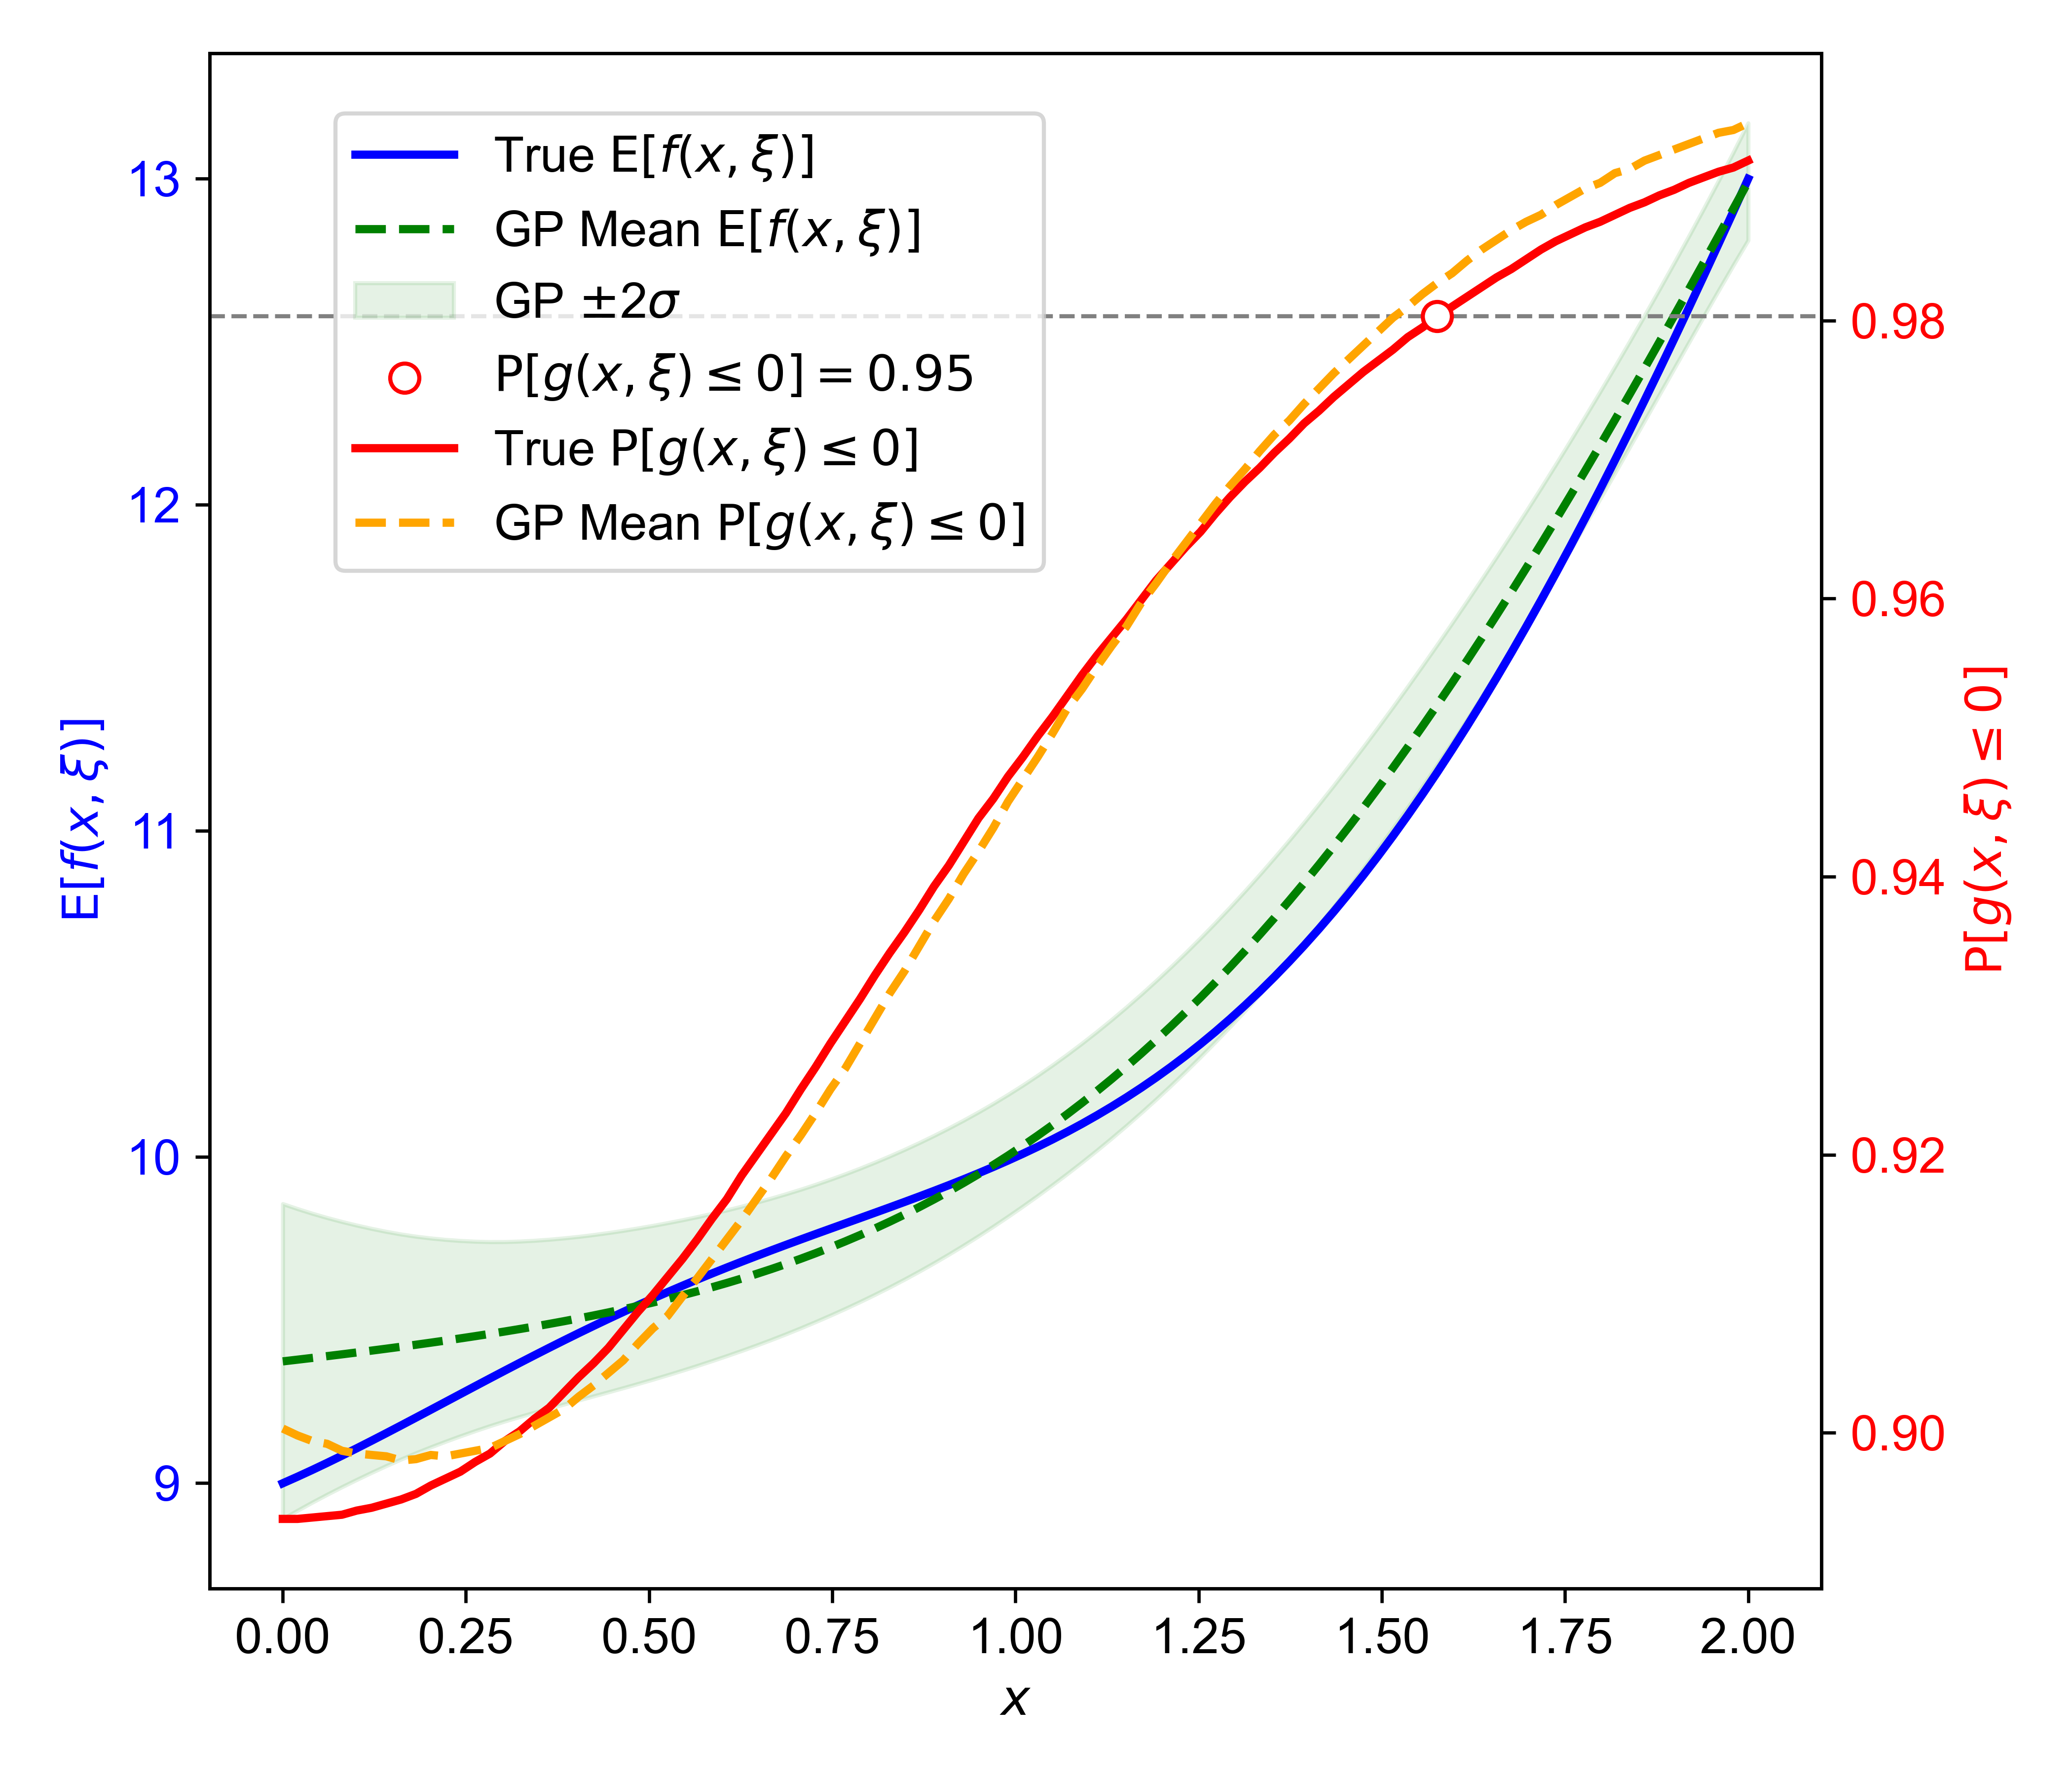 True E[f(x, ξ)]
GP Mean E[f(x, ξ)]
GP ±2σ
P[g(x, ξ) ≤ 0] = 0.95
True P[g(x, ξ) ≤ 0]
GP Mean P[g(x, ξ) ≤ 0]
13
12
11
10
9
E[f(x, ξ)]
0.98
0.96
0.94
0.92
0.90
P[g(x, ξ) ≤ 0]
0.00 0.25 0.50 0.75 1.00 1.25 1.50 1.75 2.00
x